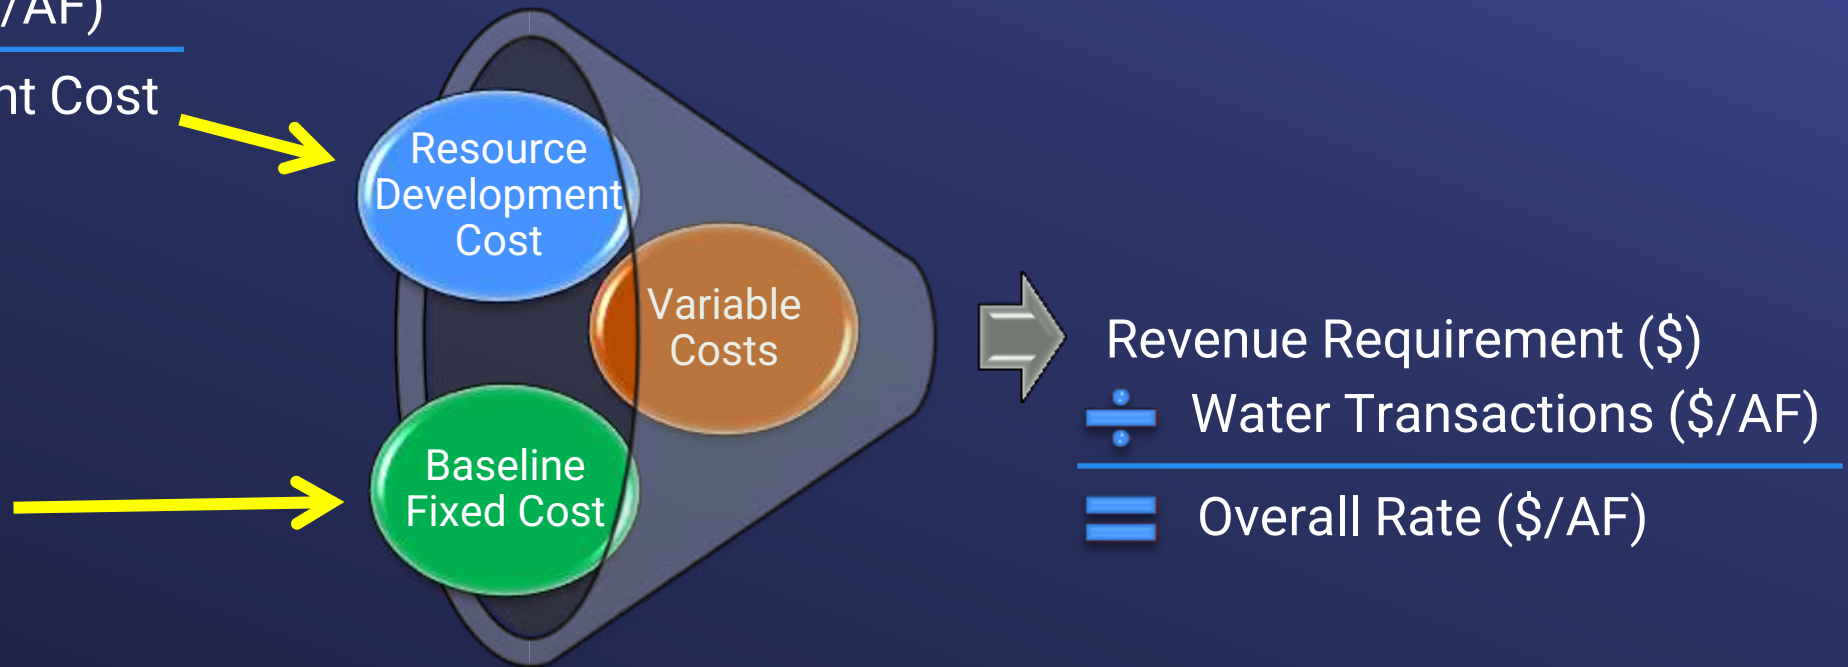 /AF)
nt Cost
Resource
Development
Cost
Variable
Costs
Baseline
Fixed Cost
Revenue Requirement ($)
÷ Water Transactions ($/AF)
= Overall Rate ($/AF)